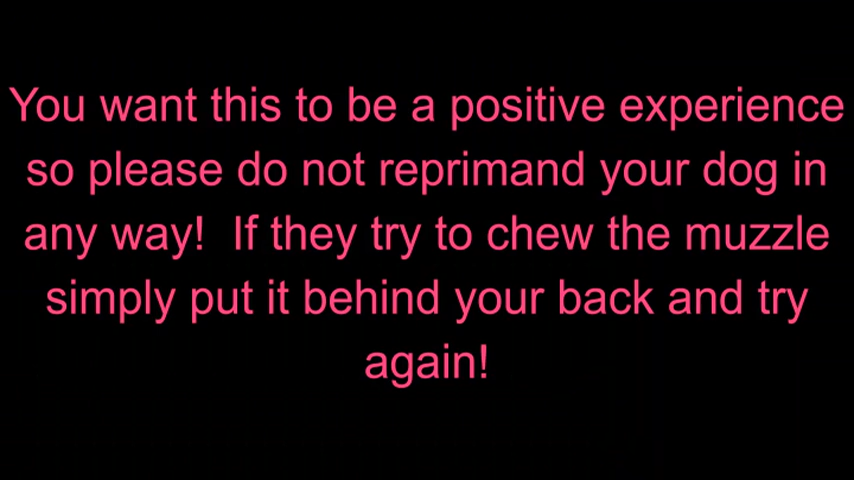 You want this to be a positive experience
so please do not reprimand your dog in
any way!  If they try to chew the muzzle
simply put it behind your back and try
again!